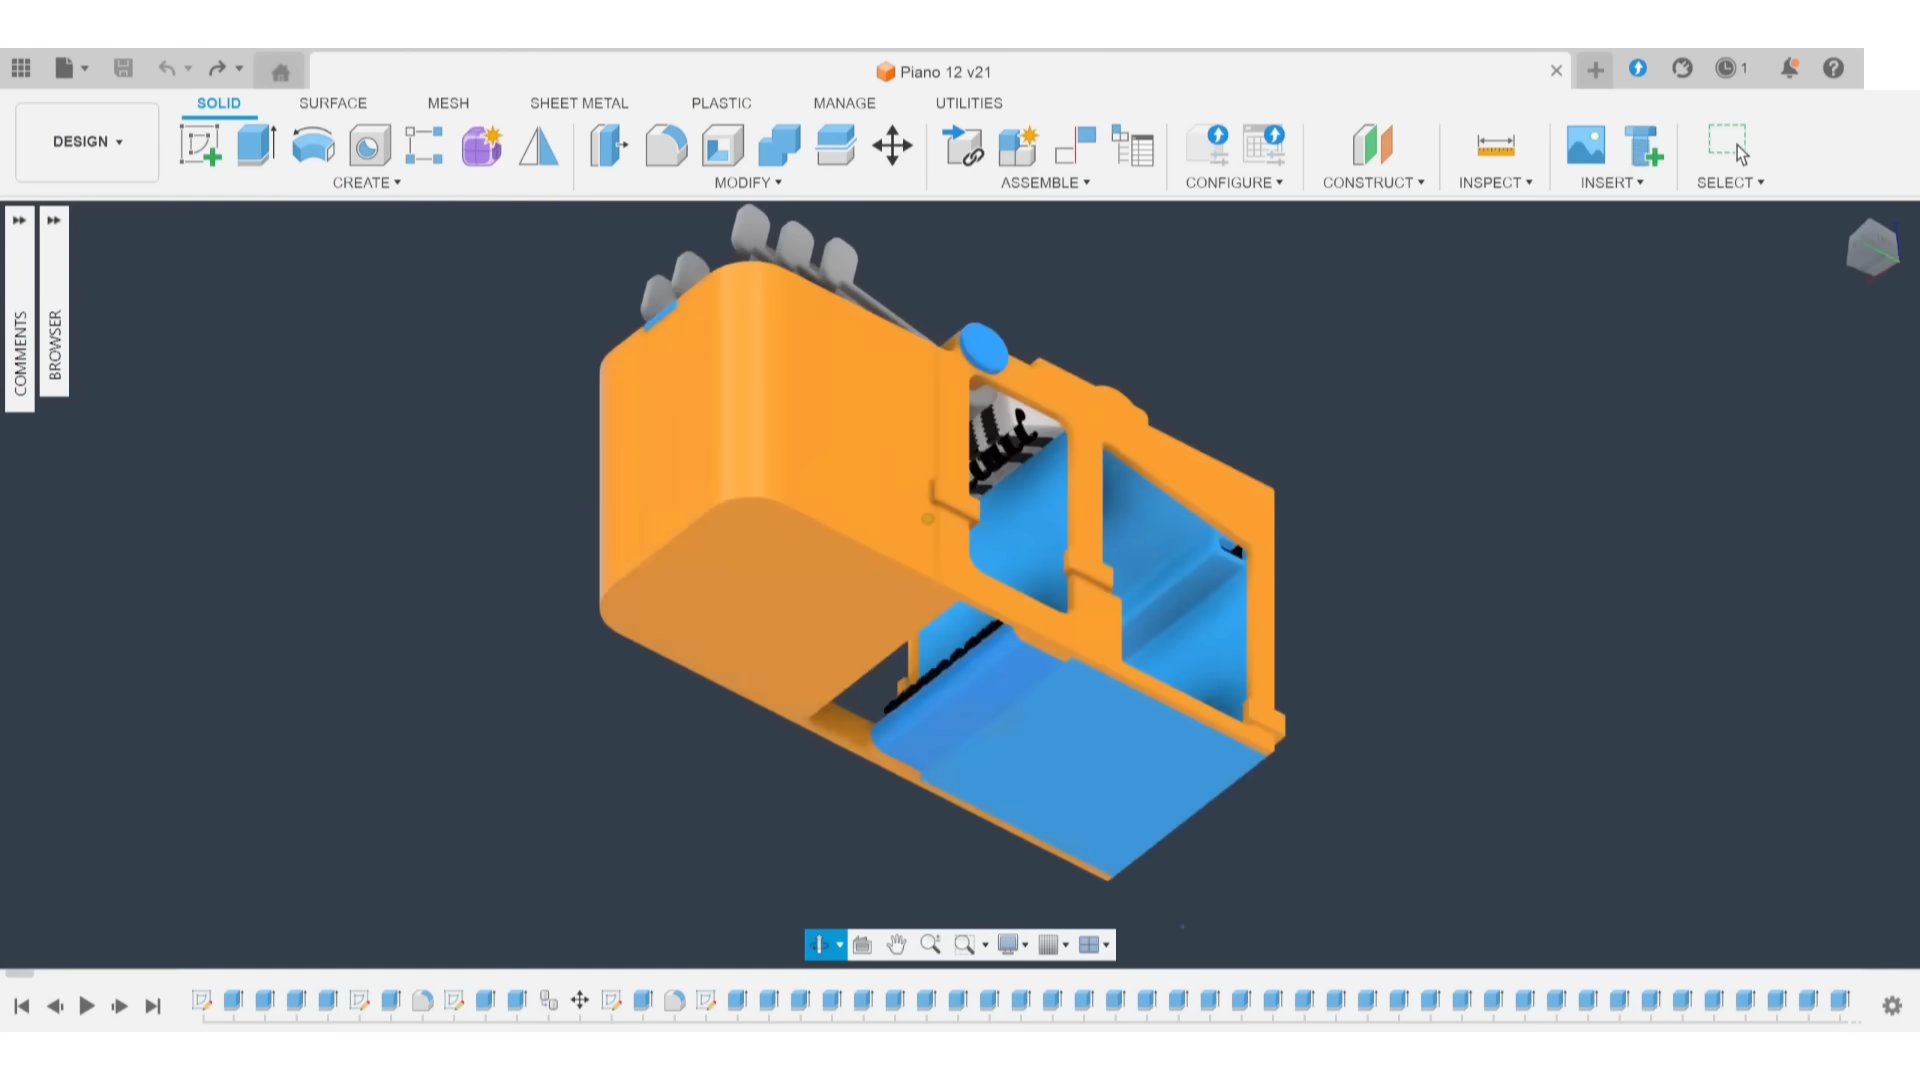 Piano 12 v21
1
SOLID SURFACE MESH SHEET METAL PLASTIC MANAGE UTILITIES
DESIGN
CREATE MODIFY ASSEMBLE CONFIGURE CONSTRUCT INSPECT INSERT SELECT
COMMENTS
BROWSER